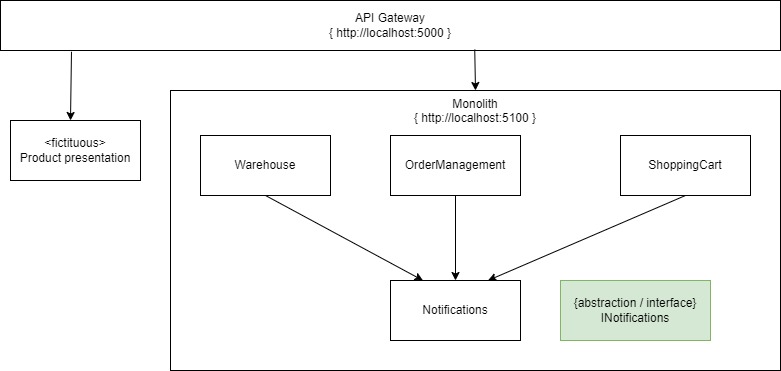 API Gateway
{ http://localhost:5000 }
Monolith
{ http://localhost:5100 }
<fictituous>
Product presentation
Warehouse
OrderManagement
ShoppingCart
Notifications
{abstraction / interface}
INotifications